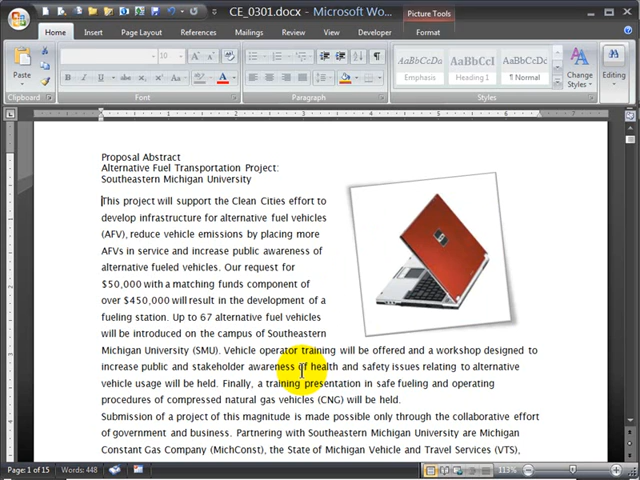 CE_0301.docx - Microsoft Wo...
Picture Tools
Home
Insert
Page Layout
References
Mailings
Review
View
Developer
Format
Paste
Clipboard
10
Font
Paragraph
AaBbCcDa
AaBbCc
AaBbCcDc
Emphasis
Heading 1
¶ Normal
Styles
Change
Styles
Editing
Proposal Abstract
Alternative Fuel Transportation Project:
Southeastern Michigan University
This project will support the Clean Cities effort to
develop infrastructure for alternative fuel vehicles
(AFV), reduce vehicle emissions by placing more
AFVs in service and increase public awareness of
alternative fueled vehicles. Our request for
$50,000 with a matching funds component of
over $450,000 will result in the development of a
fueling station. Up to 67 alternative fuel vehicles
will be introduced on the campus of Southeastern
Michigan University (SMU). Vehicle operator training will be offered and a workshop designed to
increase public and stakeholder awareness of health and safety issues relating to alternative
vehicle usage will be held. Finally, a training presentation in safe fueling and operating
procedures of compressed natural gas vehicles (CNG) will be held.
Submission of a project of this magnitude is made possible only through the collaborative effort
of government and business. Partnering with Southeastern Michigan University are Michigan
Constant Gas Company (MichConst), the State of Michigan Vehicle and Travel Services (VTS),
Page: 1 of 15
Words: 448
113%